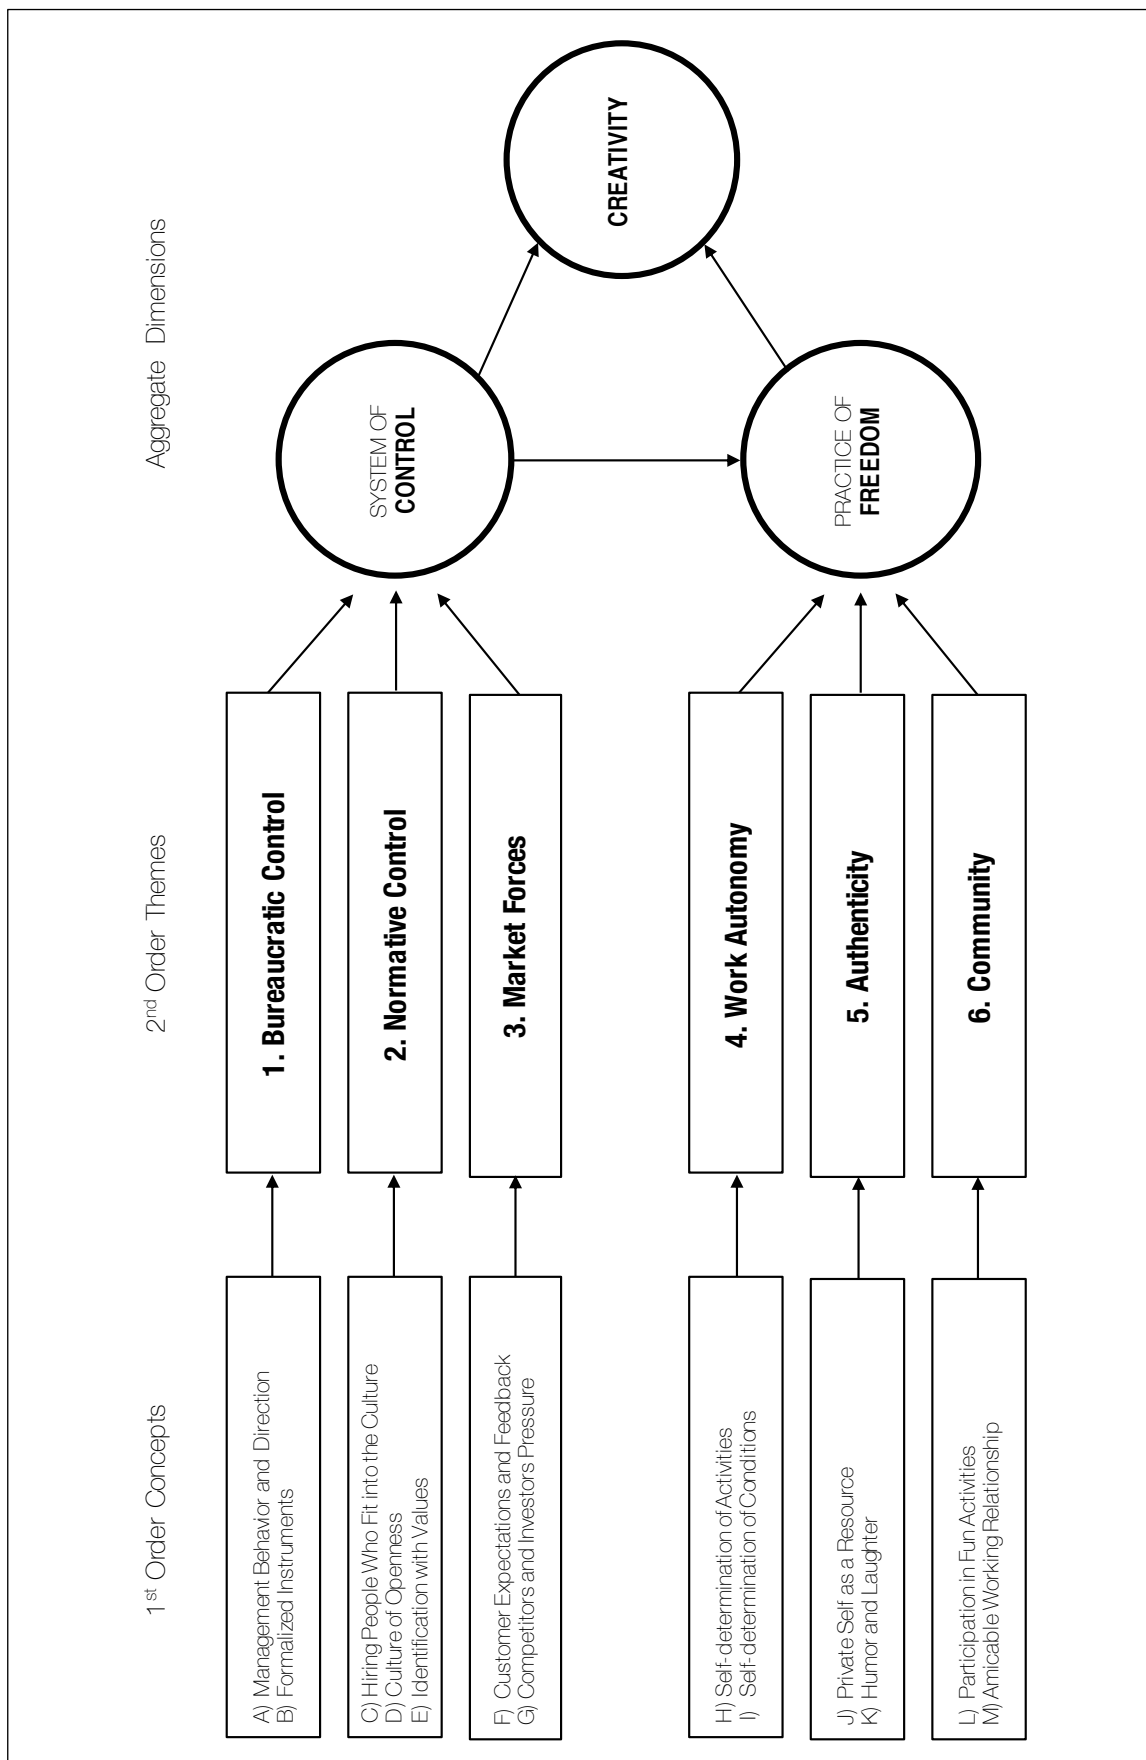 1st Order Concepts
2nd Order Themes
Aggregate Dimensions
A) Management Behavior and Direction
B) Formalized Instruments
1. Bureaucratic Control
C) Hiring People Who Fit into the Culture
D) Culture of Openness
E) Identification with Values
2. Normative Control
F) Customer Expectations and Feedback
G) Competitors and Investors Pressure
3. Market Forces
SYSTEM OF
CONTROL
H) Self-determination of Activities
I) Self-determination of Conditions
4. Work Autonomy
J) Private Self as a Resource
K) Humor and Laughter
5. Authenticity
L) Participation in Fun Activities
M) Amicable Working Relationship
6. Community
PRACTICE OF
FREEDOM
CREATIVITY